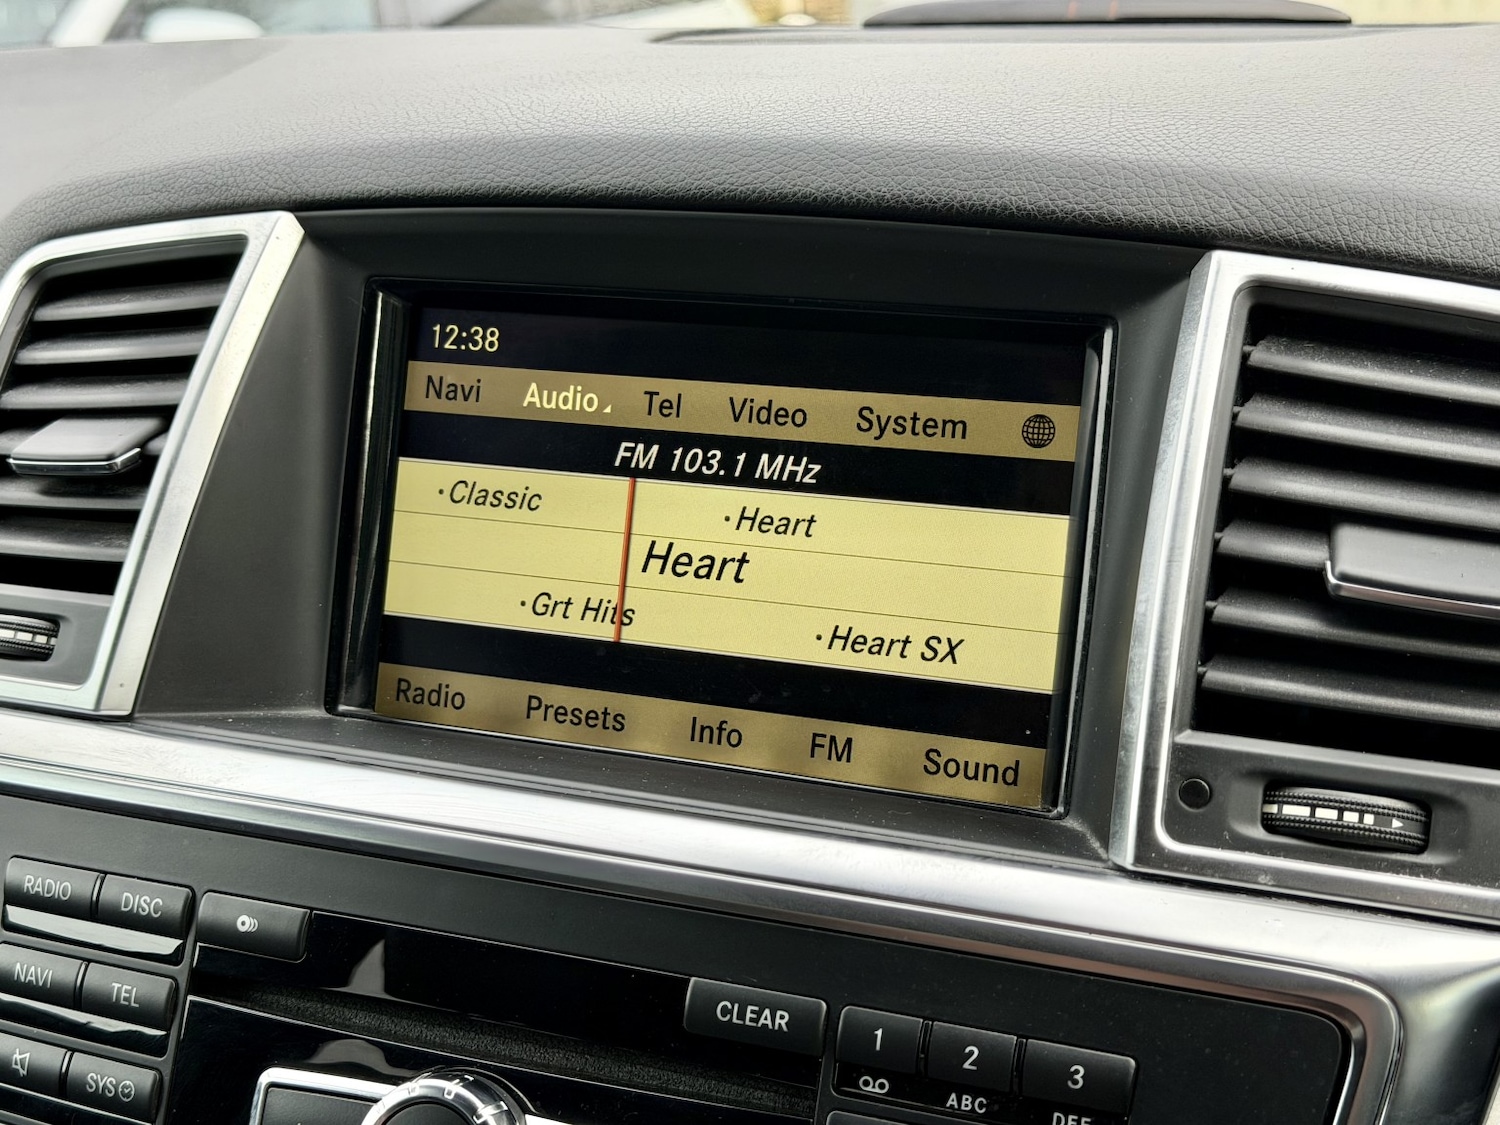 12:38
Navi Audio Tel Video System
FM 103.1 MHz
·Classic
·Heart
Heart
·Grt Hits
·Heart SX
Radio Presets Info FM Sound
RADIO DISC
NAVI TEL
SYS
CLEAR
1 2 3
ABC DEF